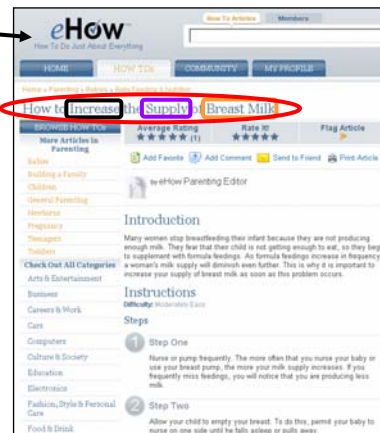 How To Articles Members
eHow™
How To Do Just About Everything
HOME HOW TOs COMMUNITY MY PROFILE
How to Increase the Supply of Breast Milk
BROWSE HOW TOs
More Articles in
Parenting
Babies
Building a Family
Children
General Parenting
Newborns
Pregnancy
Teenagers
Toddlers
Check Out All Categories
Arts & Entertainment
Business
Careers & Work
Cars
Computers
Culture & Society
Education
Electronics
Fashion, Style & Personal
Care
Food & Drink
Average Rating Rate it! Flag Article
(1)
Add Favorite Add Comment Send to Friend Print Article
by eHow Parenting Editor
Introduction
Many women stop breastfeeding their infant because they are not producing
enough milk. They fear that their child is not getting enough to eat, so they beg
to supplement with formula feedings. As formula feedings increase in frequency
a woman's milk supply will diminish even further. This is why it is important to
increase your supply of breast milk as soon as this problem occurs.
Instructions
Difficulty: Moderately Easy
Steps
1 Step One
Nurse or pump frequently. The more often that you nurse your baby or
use your breast pump, the more your milk supply increases. If you
frequently miss feedings, you will notice that you are producing less
milk.
2 Step Two
Allow your child to empty your breast. To do this, permit your baby to
nurse on one side until he falls asleep or pulls away.